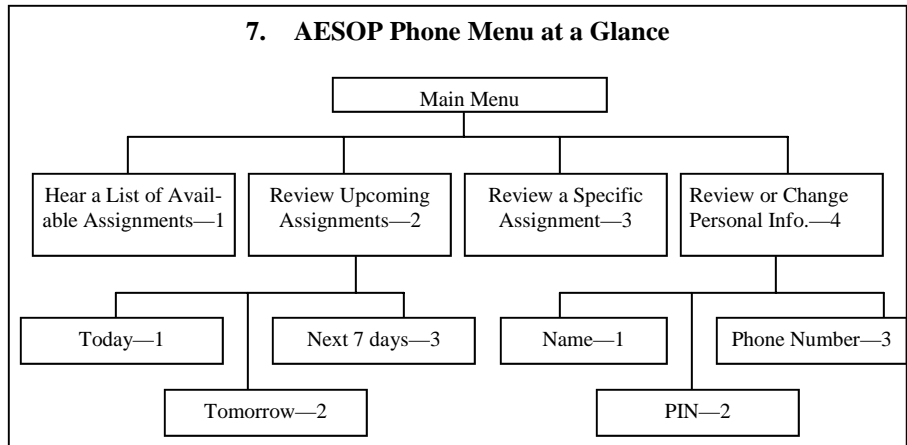 7. AESOP Phone Menu at a Glance
Main Menu
Hear a List of Avail-
able Assignments—1
Review Upcoming
Assignments—2
Review a Specific
Assignment—3
Review or Change
Personal Info.—4
Today—1
Next 7 days—3
Name—1
Phone Number—3
Tomorrow—2
PIN—2